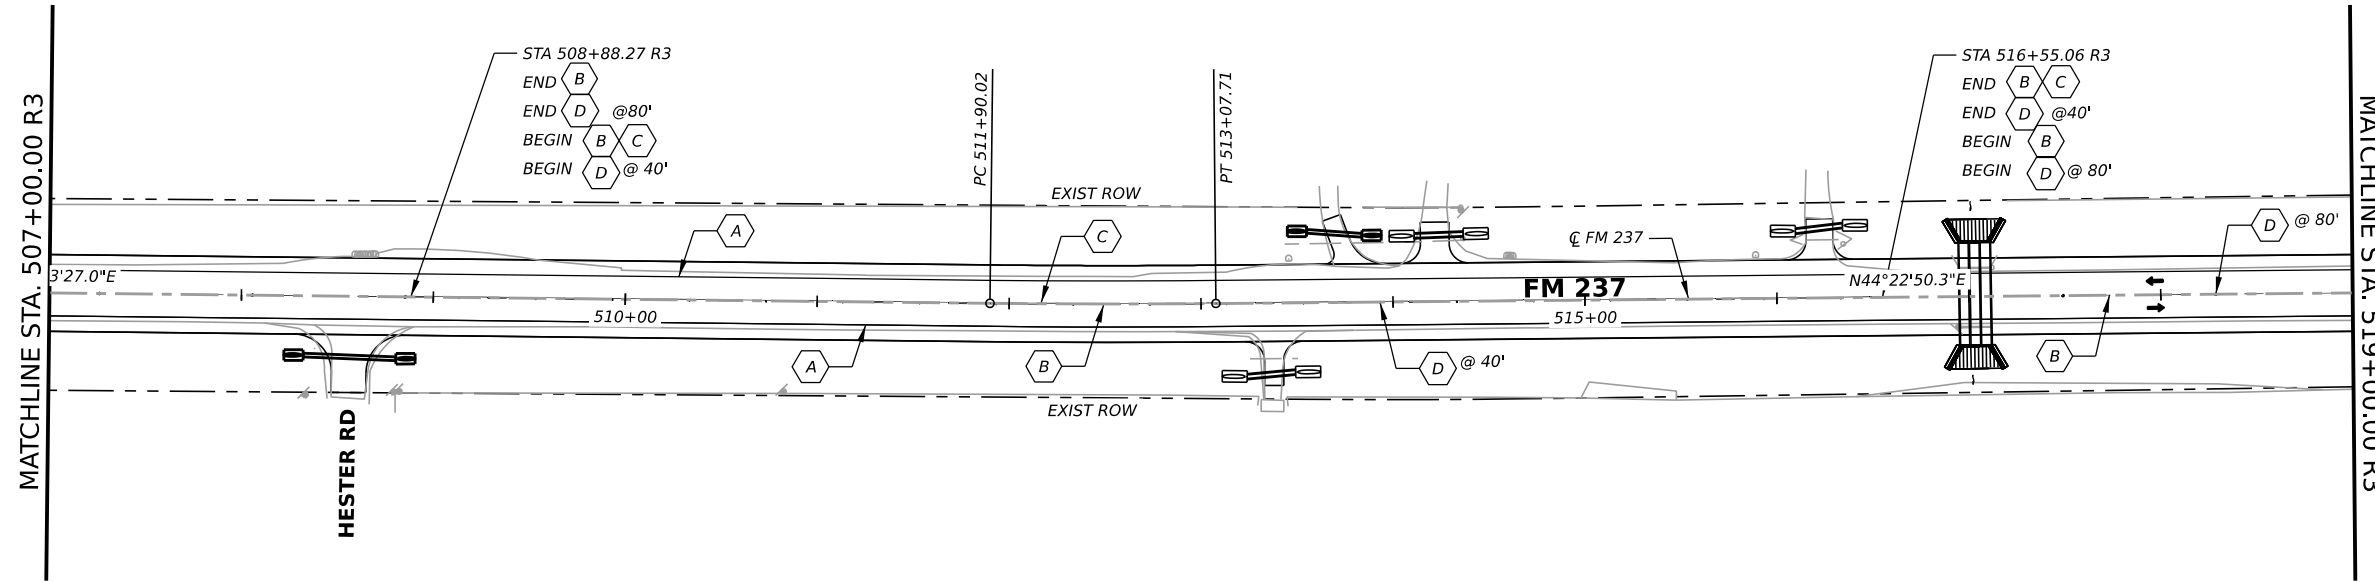 MATCHLINE STA. 507+00.00 R3
STA 508+88.27 R3
END B
END D @80'
BEGIN B C
BEGIN D @ 40'
PC 511+90.02
PT 513+07.71
STA 516+55.06 R3
END B C
END D @40'
BEGIN B
BEGIN D @ 80'
MATCHLINE STA. 519+00.00 R3
EXIST ROW
A
C
℄ FM 237
D @ 80'
3'27.0"E
N44°22'50.3"E
FM 237
510+00
515+00
A
B
D @ 40'
B
EXIST ROW
HESTER RD